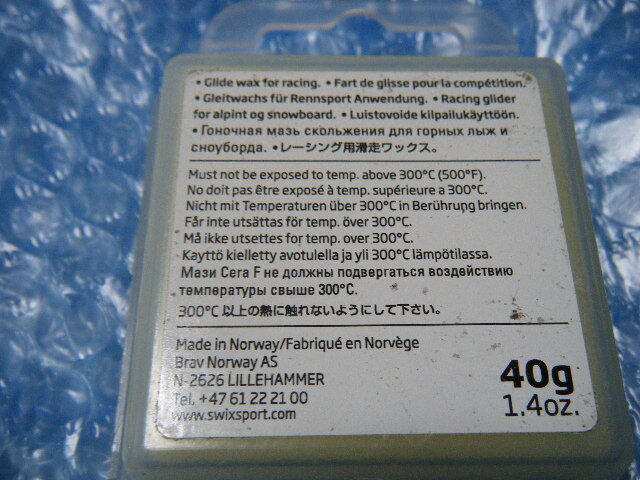 • Glide wax for racing. • Fart de glisse pour la compétition.
• Gleitwachs für Rennsport Anwendung. • Racing glider
for alpint og snowboard. • Luistovoide kilpailukäyttöön.
• Гоночная мазь скольжения для горных лыж и
сноуборда. • レーシング用滑走ワックス。
Must not be exposed to temp. above 300°C (500°F).
No doit pas être exposé à temp. supérieure a 300°C.
Nicht mit Temperaturen über 300°C in Berührung bringen.
Får inte utsättas för temp. över 300°C.
Må ikke utsettes for temp. over 300°C.
Kaytto kielletty avotulella ja yli 300°C lämpötilassa.
Мази Cera F не должны подвергаться воздействию
температуры свыше 300°C.
300°C 以上の熱に触れないようにして下さい。
Made in Norway/Fabriqué en Norvège
Brav Norway AS
N-2626 LILLEHAMMER
Tel. +47 61 22 21 00
www.swixsport.com
40g
1.4oz.